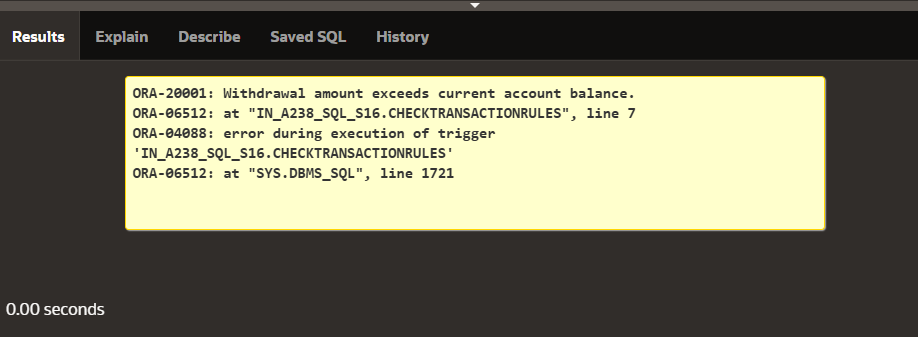 Results Explain Describe Saved SQL History
ORA-20001: Withdrawal amount exceeds current account balance.
ORA-06512: at "IN_A238_SQL_S16.CHECKTRANSACTIONRULES", line 7
ORA-04088: error during execution of trigger
'IN_A238_SQL_S16.CHECKTRANSACTIONRULES'
ORA-06512: at "SYS.DBMS_SQL", line 1721
0.00 seconds